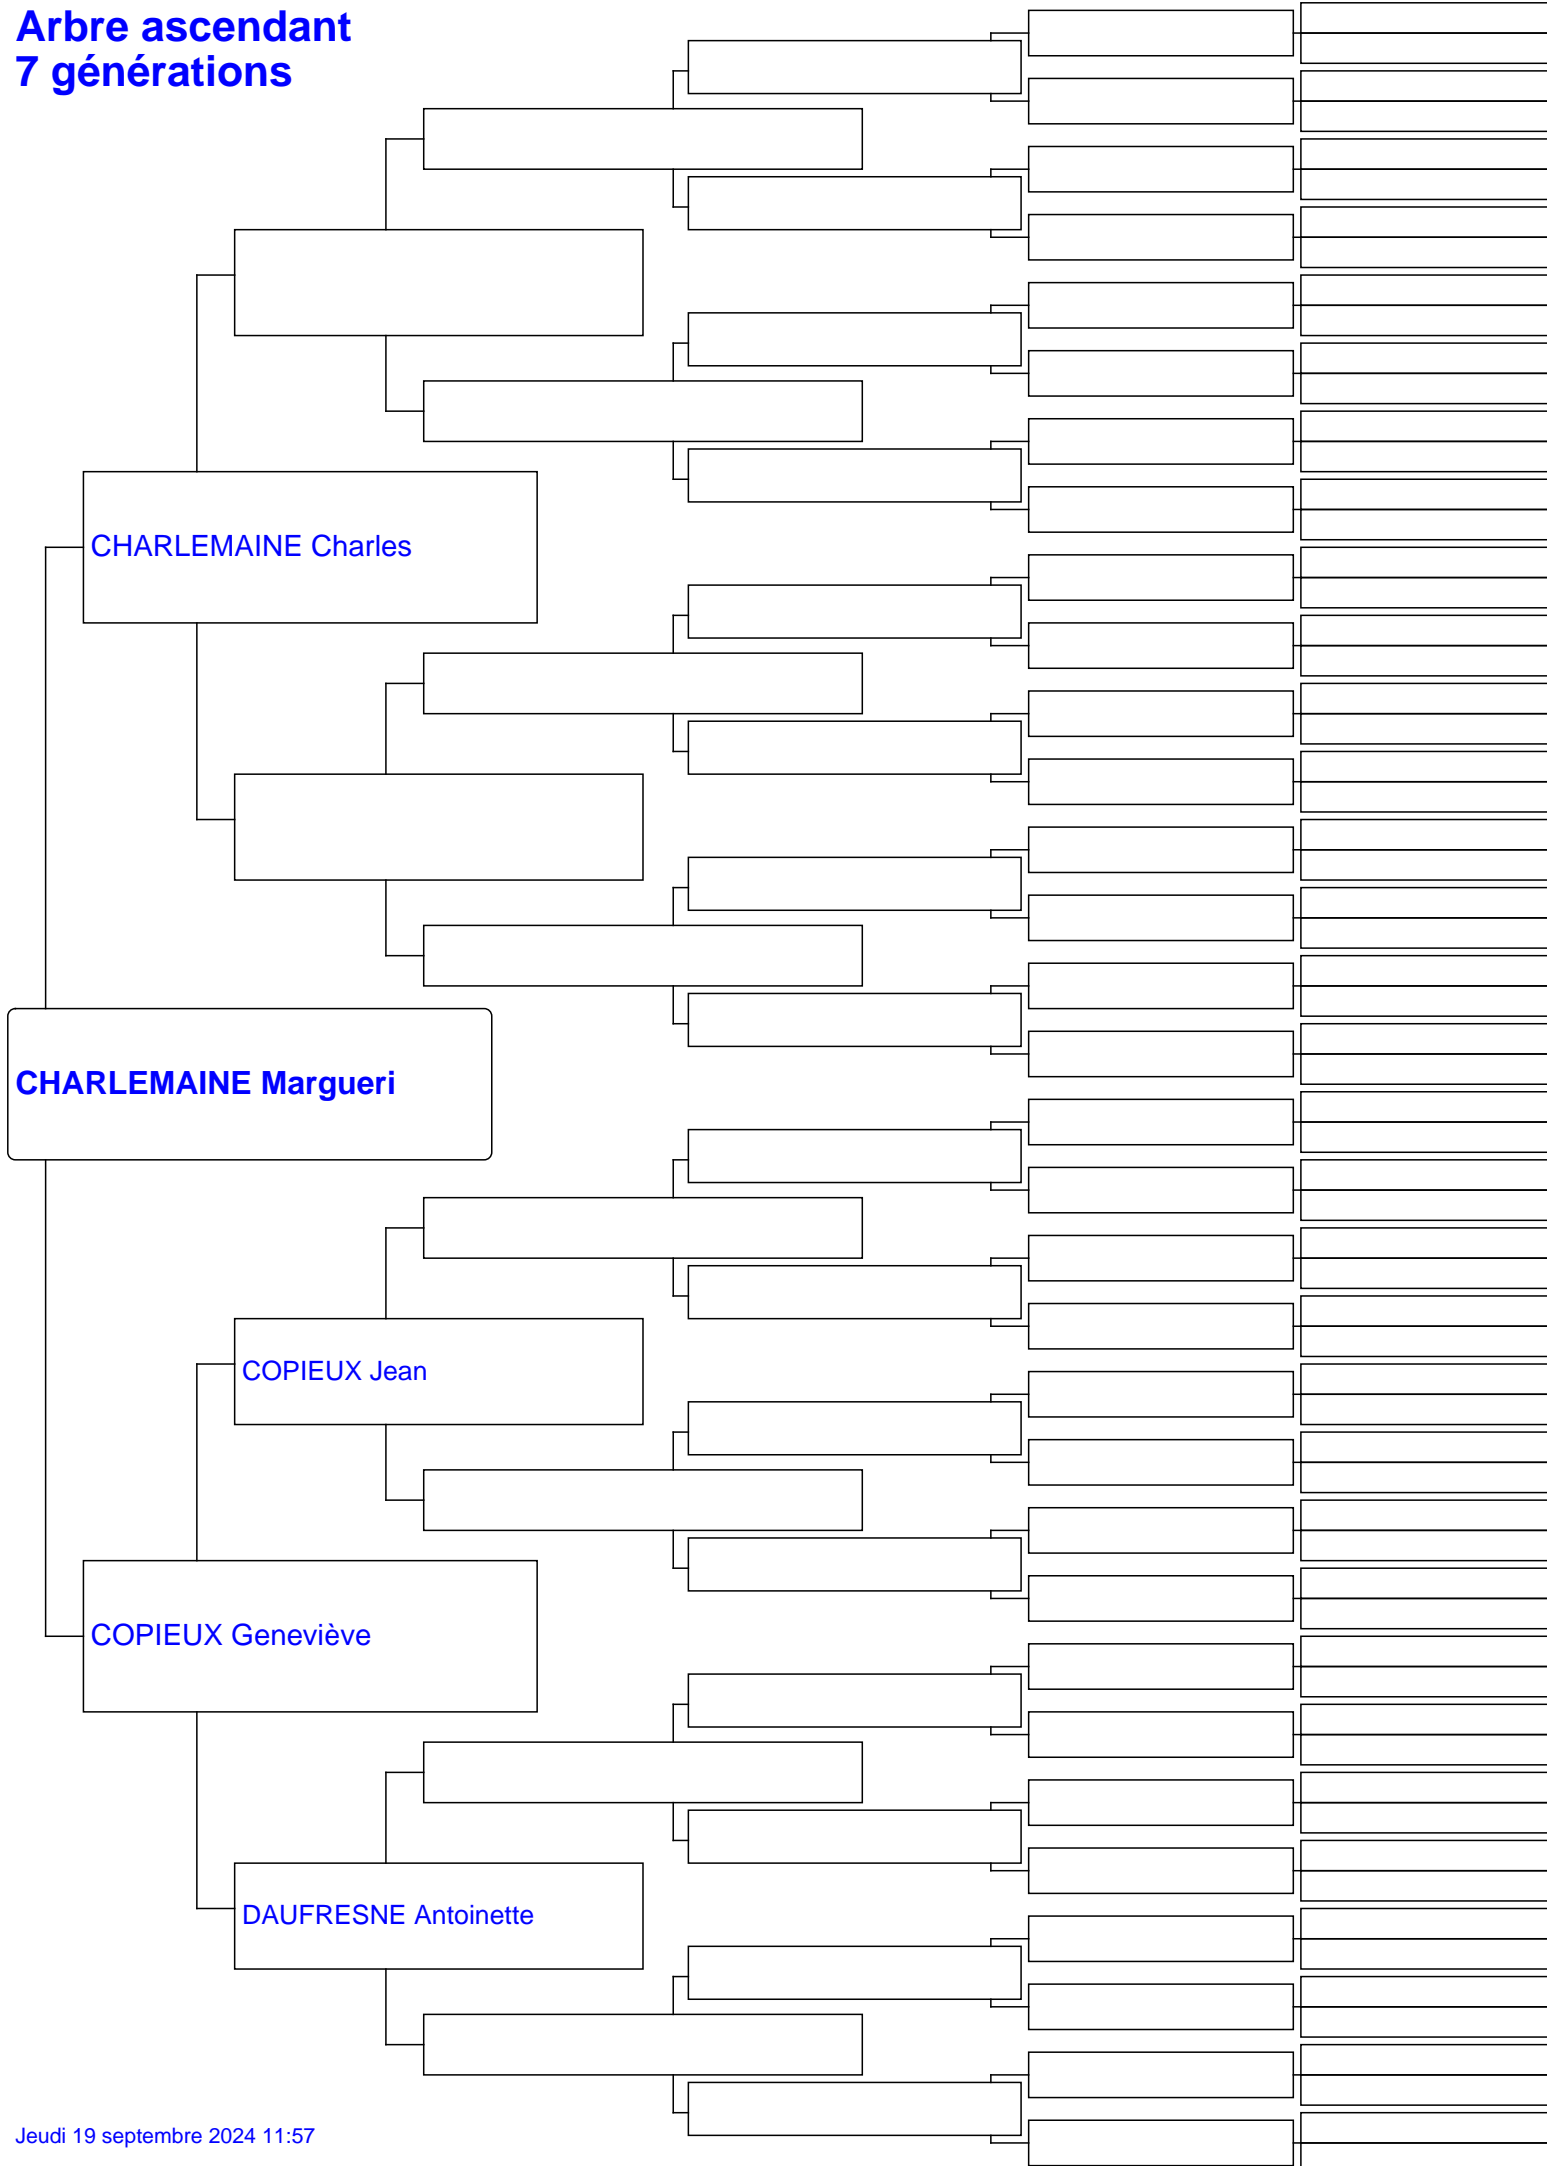 Arbre ascendant
7 générations
CHARLEMAINE Charles
CHARLEMAINE Margueri
COPIEUX Jean
COPIEUX Geneviève
DAUFRESNE Antoinette
Jeudi 19 septembre 2024 11:57